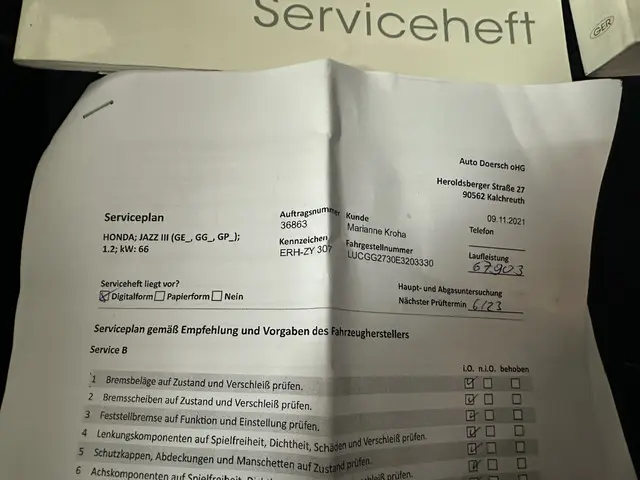 Serviceheft
GER
Auto Doersch oHG
Heroldsberger Straße 27
90562 Kalchreuth
Serviceplan
HONDA; JAZZ III (GE_, GG_, GP_);
1.2; kW: 66
Auftragsnummer
36863
Kennzeichen
ERH-ZY 307
Kunde
Marianne Kroha
Fahrgestellnummer
LUCGG2730E3203330
09.11.2021
Telefon
Laufleistung
67.903
Serviceheft liegt vor?
Digitalform Papierform Nein
Haupt- und Abgasuntersuchung
Nächster Prüftermin 6/23
Serviceplan gemäß Empfehlung und Vorgaben des Fahrzeugherstellers
Service B
i.O. n.i.O. behoben
1 Bremsbeläge auf Zustand und Verschleiß prüfen.
2 Bremsscheiben auf Zustand und Verschleiß prüfen.
3 Feststellbremse auf Funktion und Einstellung prüfen.
4 Lenkungskomponenten auf Spielfreiheit, Dichtheit, Schäden und Verschleiß prüfen.
5 Schutzkappen, Abdeckungen und Manschetten auf Zustand prüfen.
6 Achskomponenten auf Spielfreiheit,